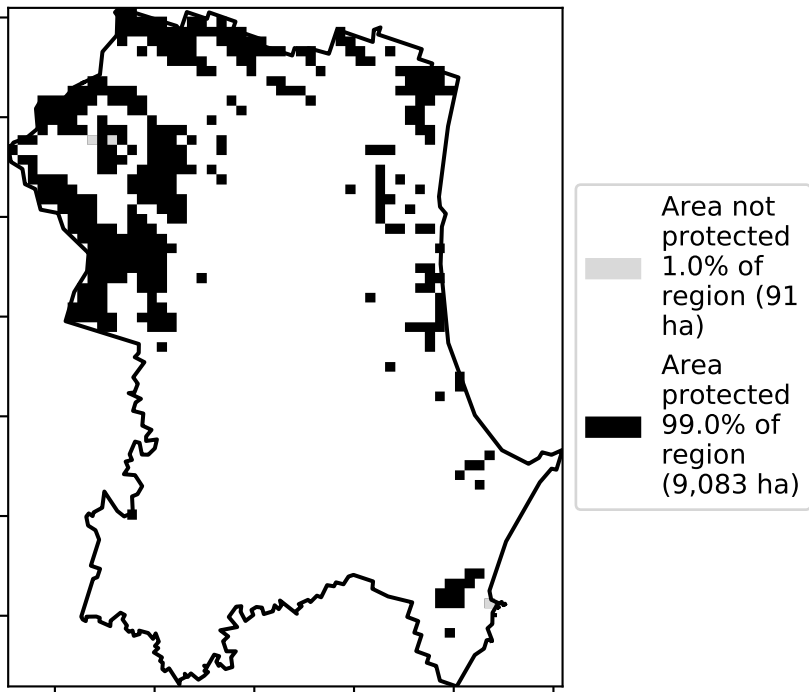 Area not
protected
1.0% of
region (91
ha)
Area
protected
99.0% of
region
(9,083 ha)